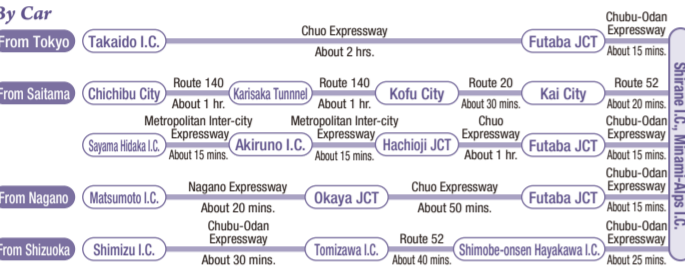 By Car
Chubu-Odan
Expressway
From Tokyo Takaido I.C. Chuo Expressway Futaba JCT
About 2 hrs. About 15 mins.
From Saitama Chichibu City Route 140 Karisaka Tunnnel Route 140 Kofu City Route 20 Kai City Route 52
About 1 hr. About 1 hr. About 30 mins. About 20 mins.
Metropolitan Inter-city Metropolitan Inter-city Chuo Chubu-Odan
Expressway Expressway Expressway Expressway
Sayama Hidaka I.C. Akiruno I.C. Hachioji JCT Futaba JCT
About 15 mins. About 15 mins. About 1 hr. About 15 mins.
Chubu-Odan
Nagano Expressway Chuo Expressway Expressway
From Nagano Matsumoto I.C. Okaya JCT Futaba JCT
About 20 mins. About 50 mins. About 15 mins.
Chubu-Odan Chubu-Odan
Expressway Route 52 Expressway
From Shizuoka Shimizu I.C. Tomizawa I.C. Shimobe-onsen Hayakawa I.C.
About 30 mins. About 40 mins. About 25 mins.
Shirane I.C., Minami-Alps I.C.